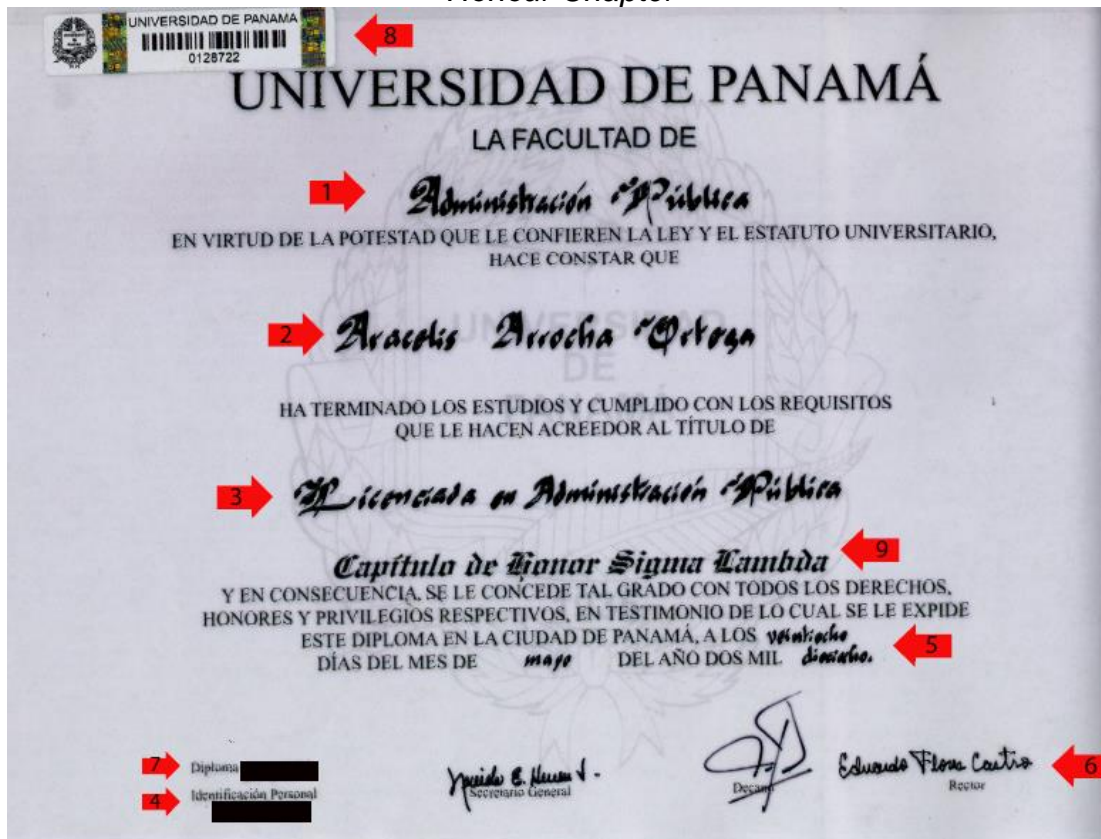 Honour Chapter
UNIVERSIDAD DE PANAMA
0128722
8
UNIVERSIDAD DE PANAMÁ
LA FACULTAD DE
1 Administración Pública
EN VIRTUD DE LA POTESTAD QUE LE CONFIEREN LA LEY Y EL ESTATUTO UNIVERSITARIO,
HACE CONSTAR QUE
2 Aracelis Arrocha Ortega
UNIVERSIDAD
DE
PANAMÁ
HA TERMINADO LOS ESTUDIOS Y CUMPLIDO CON LOS REQUISITOS
QUE LE HACEN ACREEDOR AL TÍTULO DE
3 Licenciada en Administración Pública
Capítulo de Honor Sigma Lambda 9
Y EN CONSECUENCIA, SE LE CONCEDE TAL GRADO CON TODOS LOS DERECHOS,
HONORES Y PRIVILEGIOS RESPECTIVOS, EN TESTIMONIO DE LO CUAL SE LE EXPIDE
ESTE DIPLOMA EN LA CIUDAD DE PANAMÁ, A LOS veintiocho
DÍAS DEL MES DE mayo DEL AÑO DOS MIL dieciocho. 5
7 Diploma
4 Identificación Personal
Secretario General
Decano
Eduardo Flores Castro
Rector
6